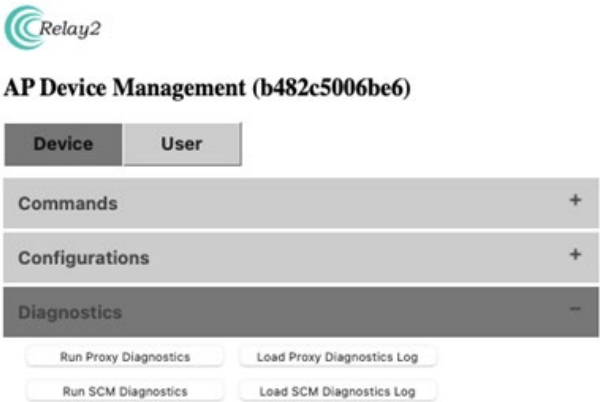 Relay2
AP Device Management (b482c5006be6)
Device User
Commands +
Configurations +
Diagnostics −
Run Proxy Diagnostics Load Proxy Diagnostics Log
Run SCM Diagnostics Load SCM Diagnostics Log